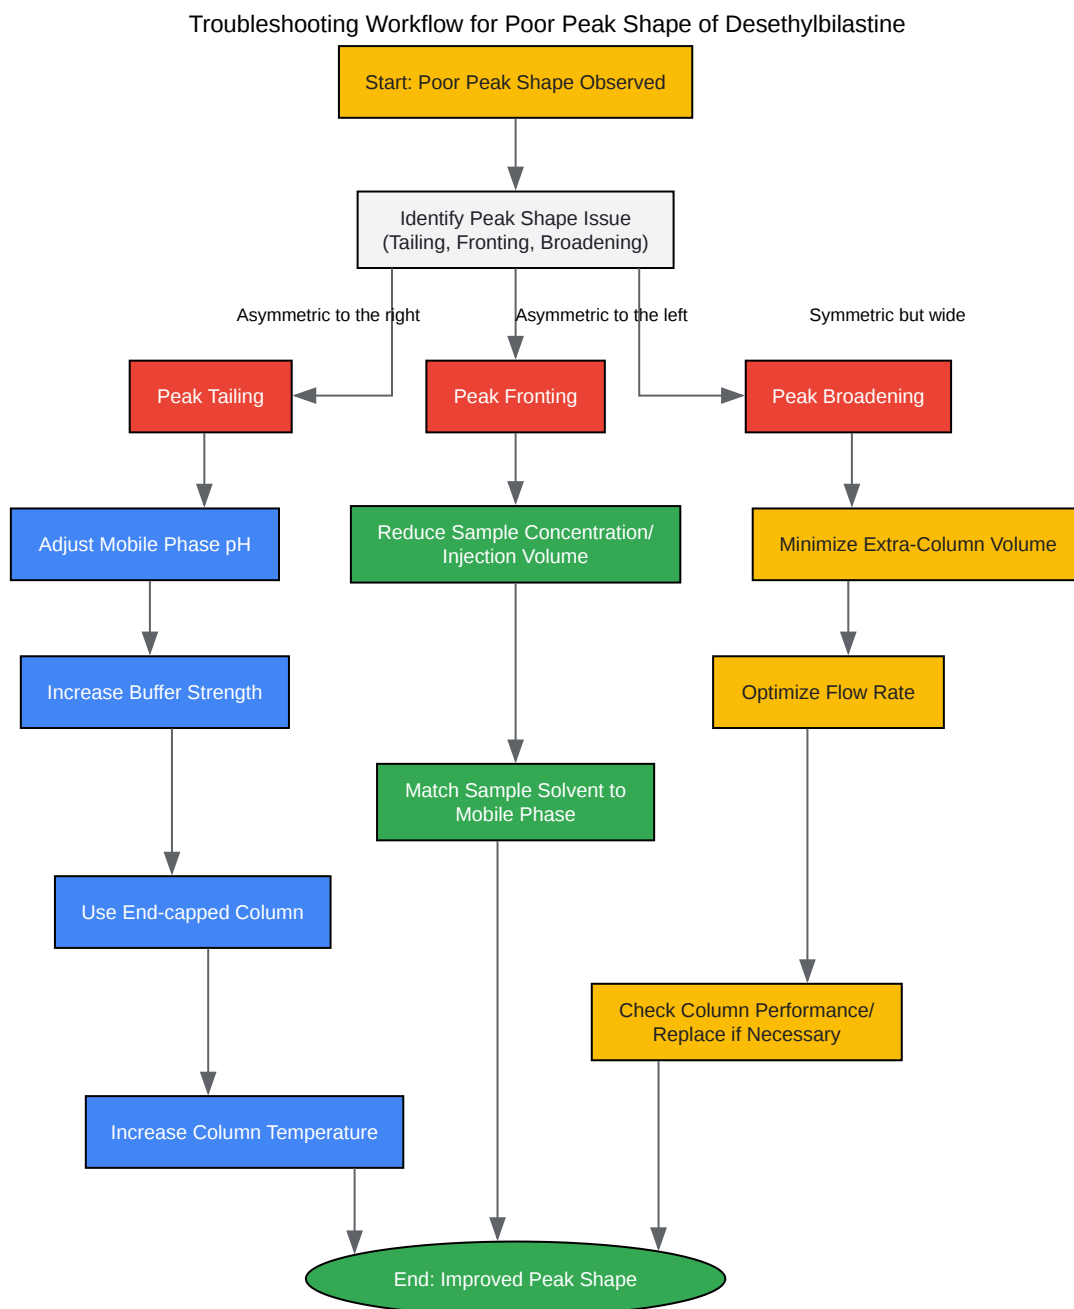 Troubleshooting Workflow for Poor Peak Shape of Desethylbilastine
Start: Poor Peak Shape Observed
Identify Peak Shape Issue
(Tailing, Fronting, Broadening)
Asymmetric to the right
Asymmetric to the left
Symmetric but wide
Peak Tailing
Peak Fronting
Peak Broadening
Adjust Mobile Phase pH
Reduce Sample Concentration/
Injection Volume
Minimize Extra-Column Volume
Increase Buffer Strength
Optimize Flow Rate
Match Sample Solvent to
Mobile Phase
Use End-capped Column
Check Column Performance/
Replace if Necessary
Increase Column Temperature
End: Improved Peak Shape